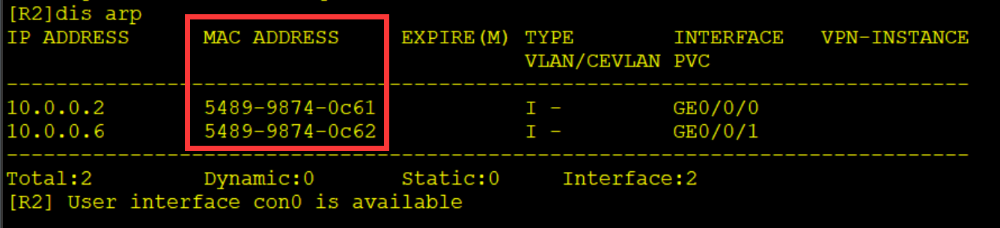 [R2]dis arp
IP ADDRESS MAC ADDRESS EXPIRE(M) TYPE INTERFACE VPN-INSTANCE
VLAN/CEVLAN PVC
------------------------------------------------------------------------------
10.0.0.2 5489-9874-0c61 I - GE0/0/0
10.0.0.6 5489-9874-0c62 I - GE0/0/1
------------------------------------------------------------------------------
Total:2 Dynamic:0 Static:0 Interface:2
[R2] User interface con0 is available